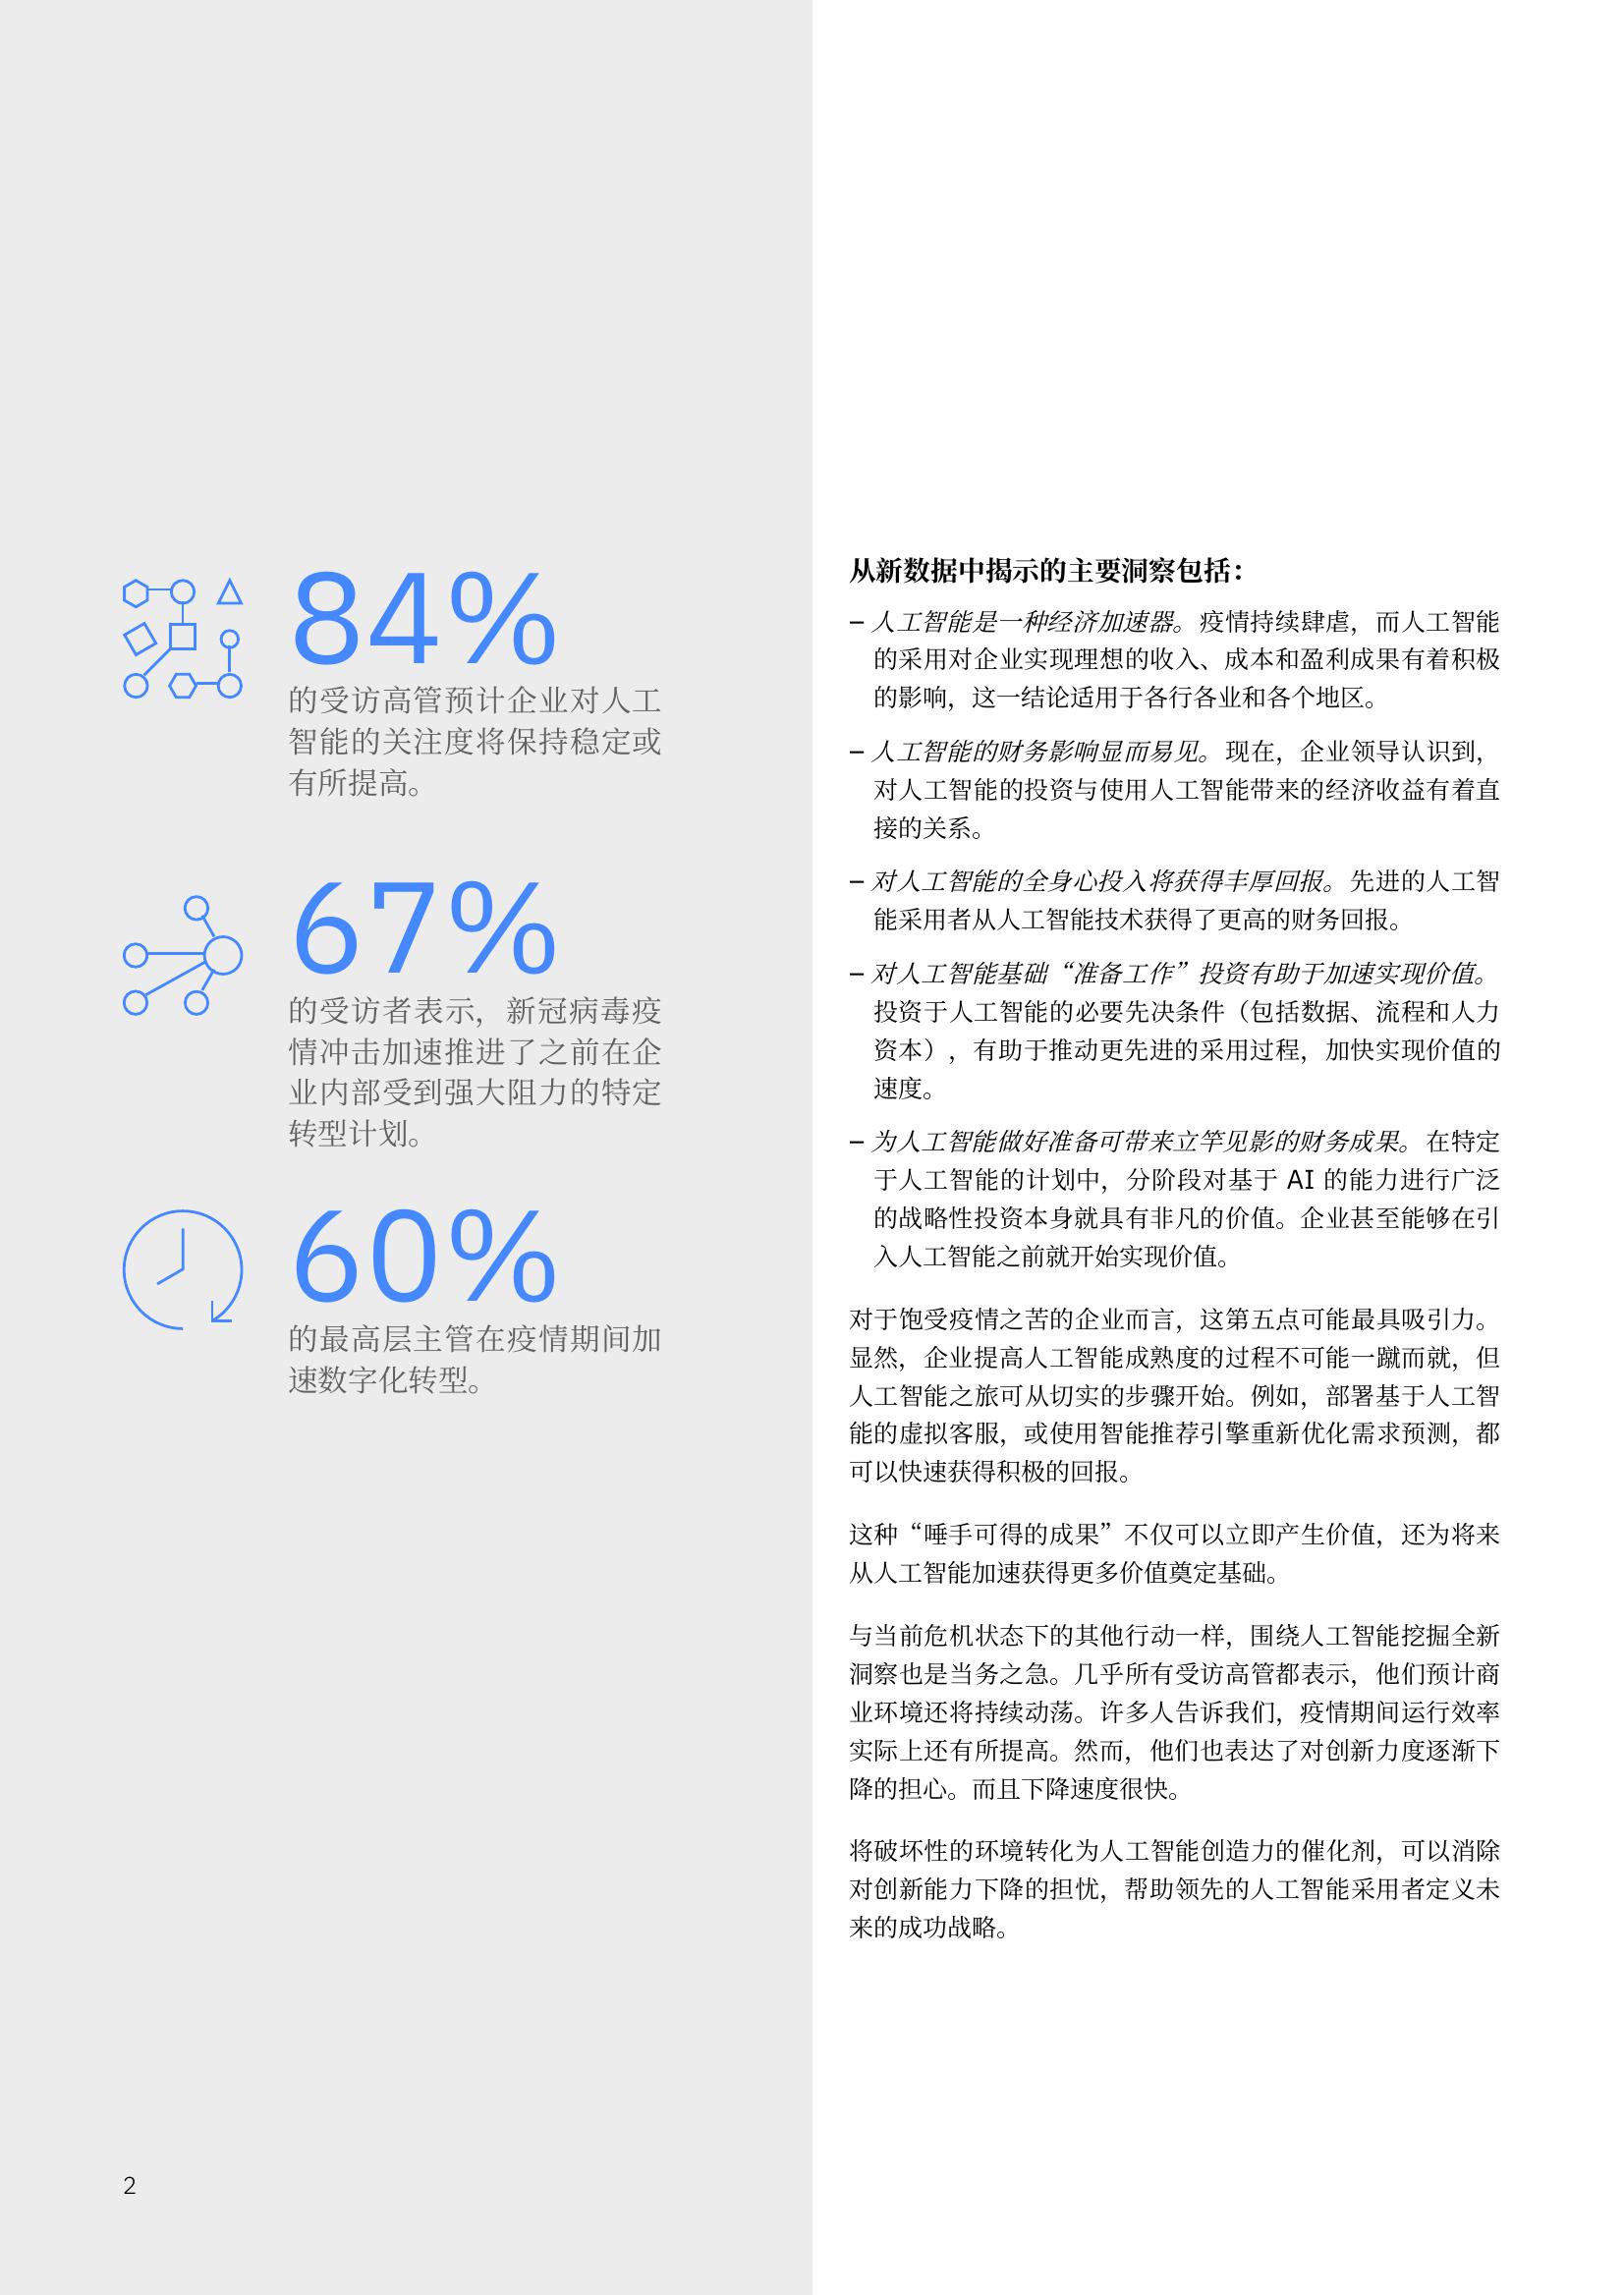 84%
的受访高管预计企业对人工
智能的关注度将保持稳定或
有所提高。
67%
的受访者表示，新冠病毒疫
情冲击加速推进了之前在企
业内部受到强大阻力的特定
转型计划。
60%
的最高层主管在疫情期间加
速数字化转型。
从新数据中揭示的主要洞察包括：
– 人工智能是一种经济加速器。疫情持续肆虐，而人工智能
的采用对企业实现理想的收入、成本和盈利成果有着积极
的影响，这一结论适用于各行各业和各个地区。
– 人工智能的财务影响显而易见。现在，企业领导认识到，
对人工智能的投资与使用人工智能带来的经济收益有着直
接的关系。
– 对人工智能的全身心投入将获得丰厚回报。先进的人工智
能采用者从人工智能技术获得了更高的财务回报。
– 对人工智能基础“准备工作”投资有助于加速实现价值。
投资于人工智能的必要先决条件（包括数据、流程和人力
资本），有助于推动更先进的采用过程，加快实现价值的
速度。
– 为人工智能做好准备可带来立竿见影的财务成果。在特定
于人工智能的计划中，分阶段对基于 AI 的能力进行广泛
的战略性投资本身就具有非凡的价值。企业甚至能够在引
入人工智能之前就开始实现价值。
对于饱受疫情之苦的企业而言，这第五点可能最具吸引力。
显然，企业提高人工智能成熟度的过程不可能一蹴而就，但
人工智能之旅可从切实的步骤开始。例如，部署基于人工智
能的虚拟客服，或使用智能推荐引擎重新优化需求预测，都
可以快速获得积极的回报。
这种“唾手可得的成果”不仅可以立即产生价值，还为将来
从人工智能加速获得更多价值奠定基础。
与当前危机状态下的其他行动一样，围绕人工智能挖掘全新
洞察也是当务之急。几乎所有受访高管都表示，他们预计商
业环境还将持续动荡。许多人告诉我们，疫情期间运行效率
实际上还有所提高。然而，他们也表达了对创新力度逐渐下
降的担心。而且下降速度很快。
将破坏性的环境转化为人工智能创造力的催化剂，可以消除
对创新能力下降的担忧，帮助领先的人工智能采用者定义未
来的成功战略。
2